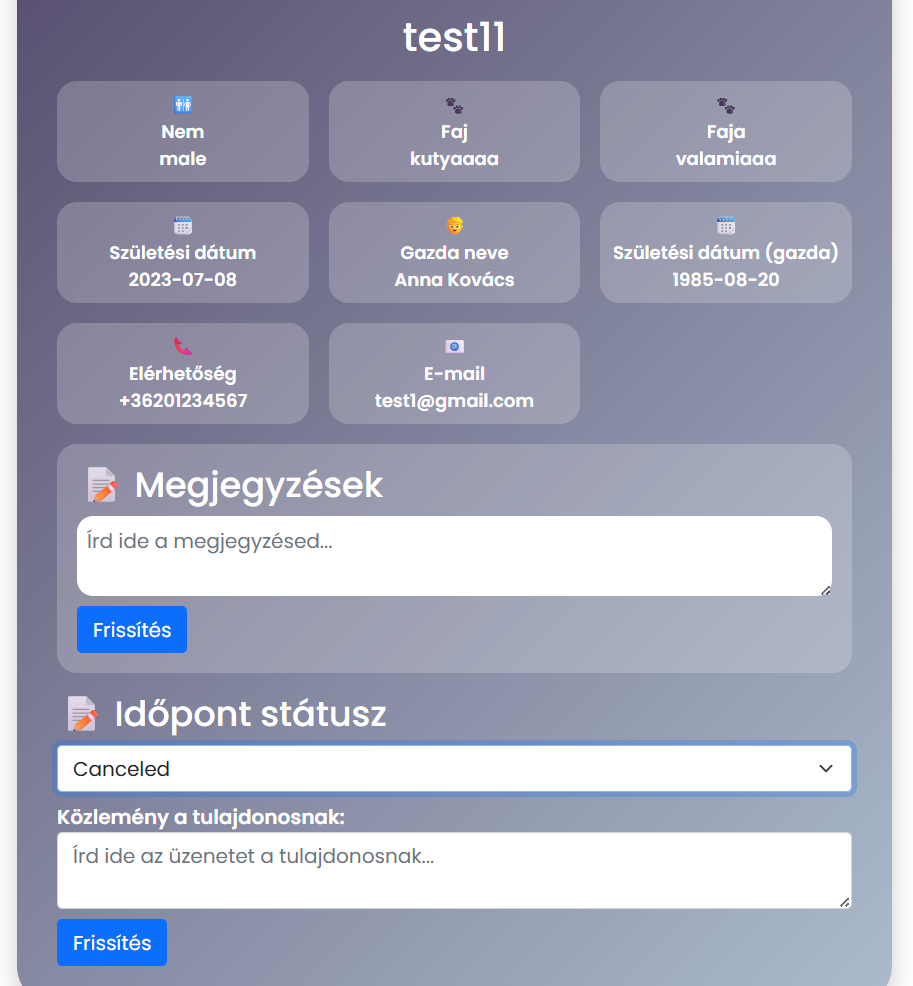 test11
Nem
male
Faj
kutyaaaa
Faja
valamiaaa
Születési dátum
2023-07-08
Gazda neve
Anna Kovács
Születési dátum (gazda)
1985-08-20
Elérhetőség
+36201234567
E-mail
test1@gmail.com
Megjegyzések
Írd ide a megjegyzésed...
Frissítés
Időpont státusz
Canceled
Közlemény a tulajdonosnak:
Írd ide az üzenetet a tulajdonosnak...
Frissítés